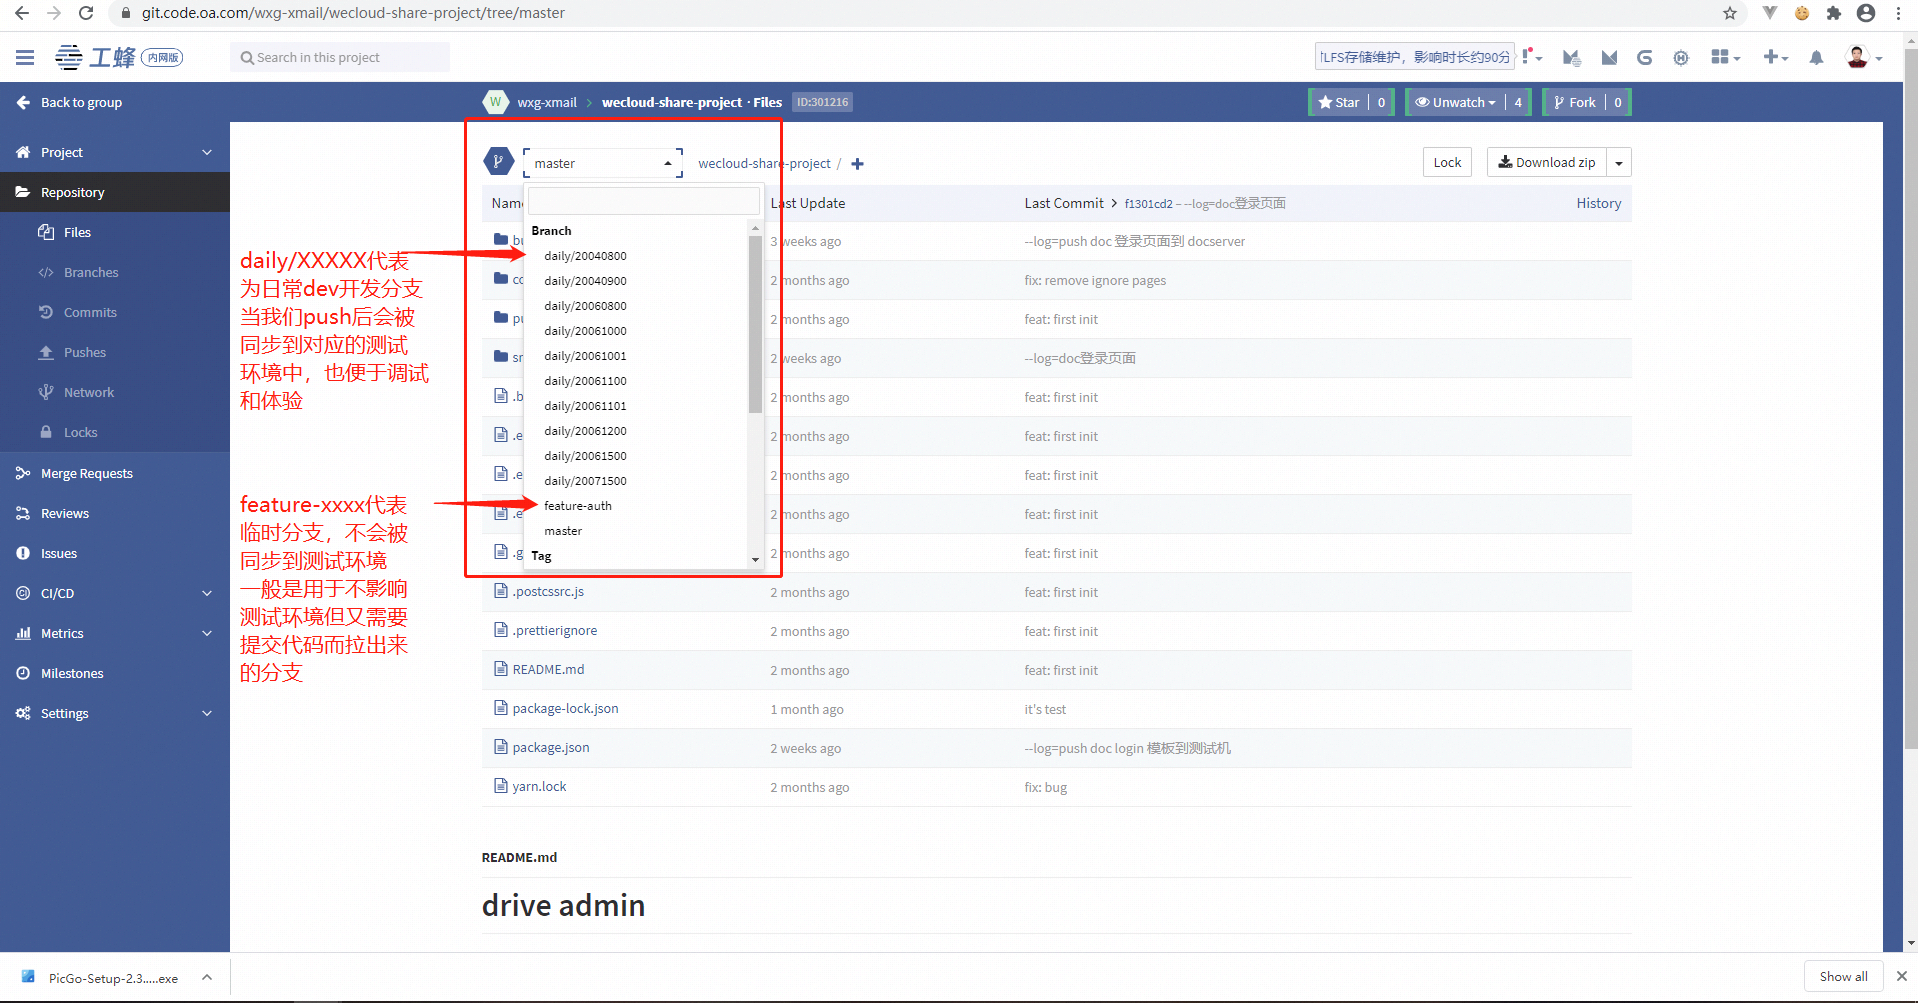 git.code.oa.com/wxg-xmail/wecloud-share-project/tree/master
工蜂 内网版
Search in this project
LFS存储维护，影响时长约90分
Back to group
W wxg-xmail > wecloud-share-project · Files ID:301216
Star 0
Unwatch 4
Fork 0
Project
Repository
Files
Branches
Commits
Pushes
Network
Locks
Merge Requests
Reviews
Issues
CI/CD
Metrics
Milestones
Settings
daily/XXXXX代表
为日常dev开发分支
当我们push后会被
同步到对应的测试
环境中，也便于调试
和体验
feature-xxxx代表
临时分支，不会被
同步到测试环境
一般是用于不影响
测试环境但又需要
提交代码而拉出来
的分支
master
wecloud-share-project / +
Lock
Download zip
Branch
daily/20040800
daily/20040900
daily/20060800
daily/20061000
daily/20061001
daily/20061100
daily/20061101
daily/20061200
daily/20061500
daily/20071500
feature-auth
master
Tag
Name Last Update Last Commit > f1301cd2 – --log=doc登录页面 History
bu 3 weeks ago --log=push doc 登录页面到 docserver
cc 2 months ago fix: remove ignore pages
pu 2 months ago feat: first init
sr 2 weeks ago --log=doc登录页面
.b 2 months ago feat: first init
.e 2 months ago feat: first init
.e 2 months ago feat: first init
.e 2 months ago feat: first init
.g 2 months ago feat: first init
.postcssrc.js 2 months ago feat: first init
.prettierignore 2 months ago feat: first init
README.md 2 months ago feat: first init
package-lock.json 1 month ago it's test
package.json 2 weeks ago --log=push doc login 模板到测试机
yarn.lock 2 months ago fix: bug
README.md
drive admin
PicGo-Setup-2.3.....exe
Show all